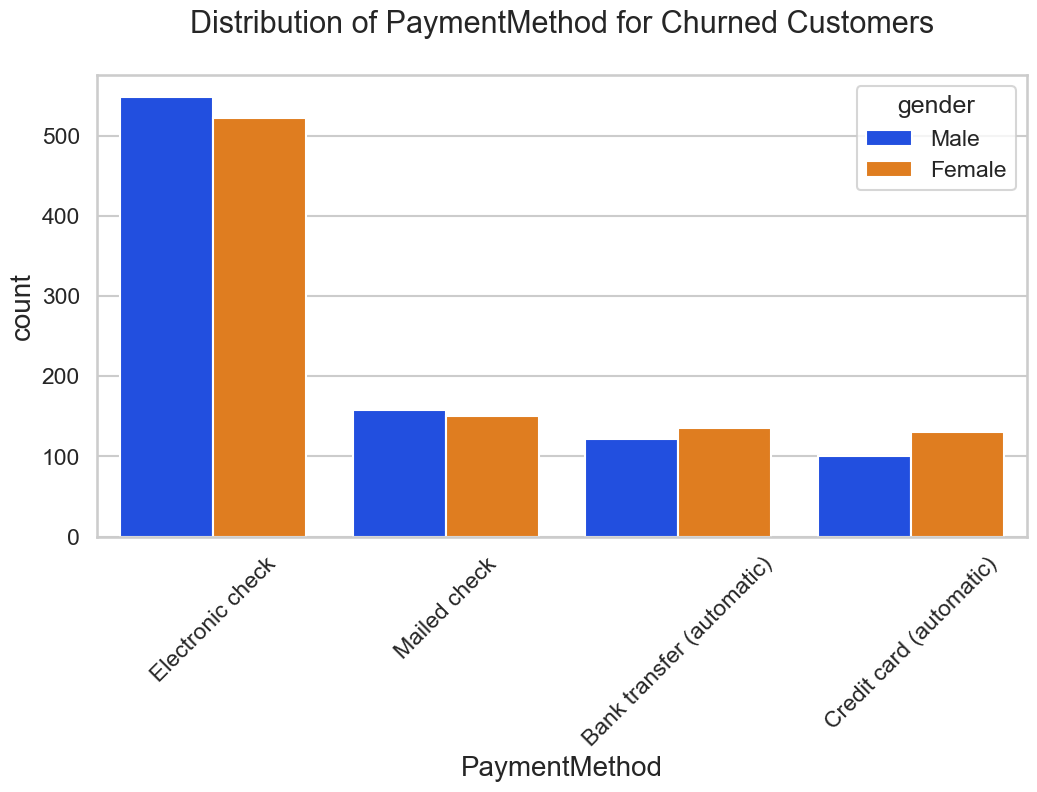 Distribution of PaymentMethod for Churned Customers
gender
Male
Female
count
500
400
300
200
100
0
Electronic check
Mailed check
Bank transfer (automatic)
Credit card (automatic)
PaymentMethod